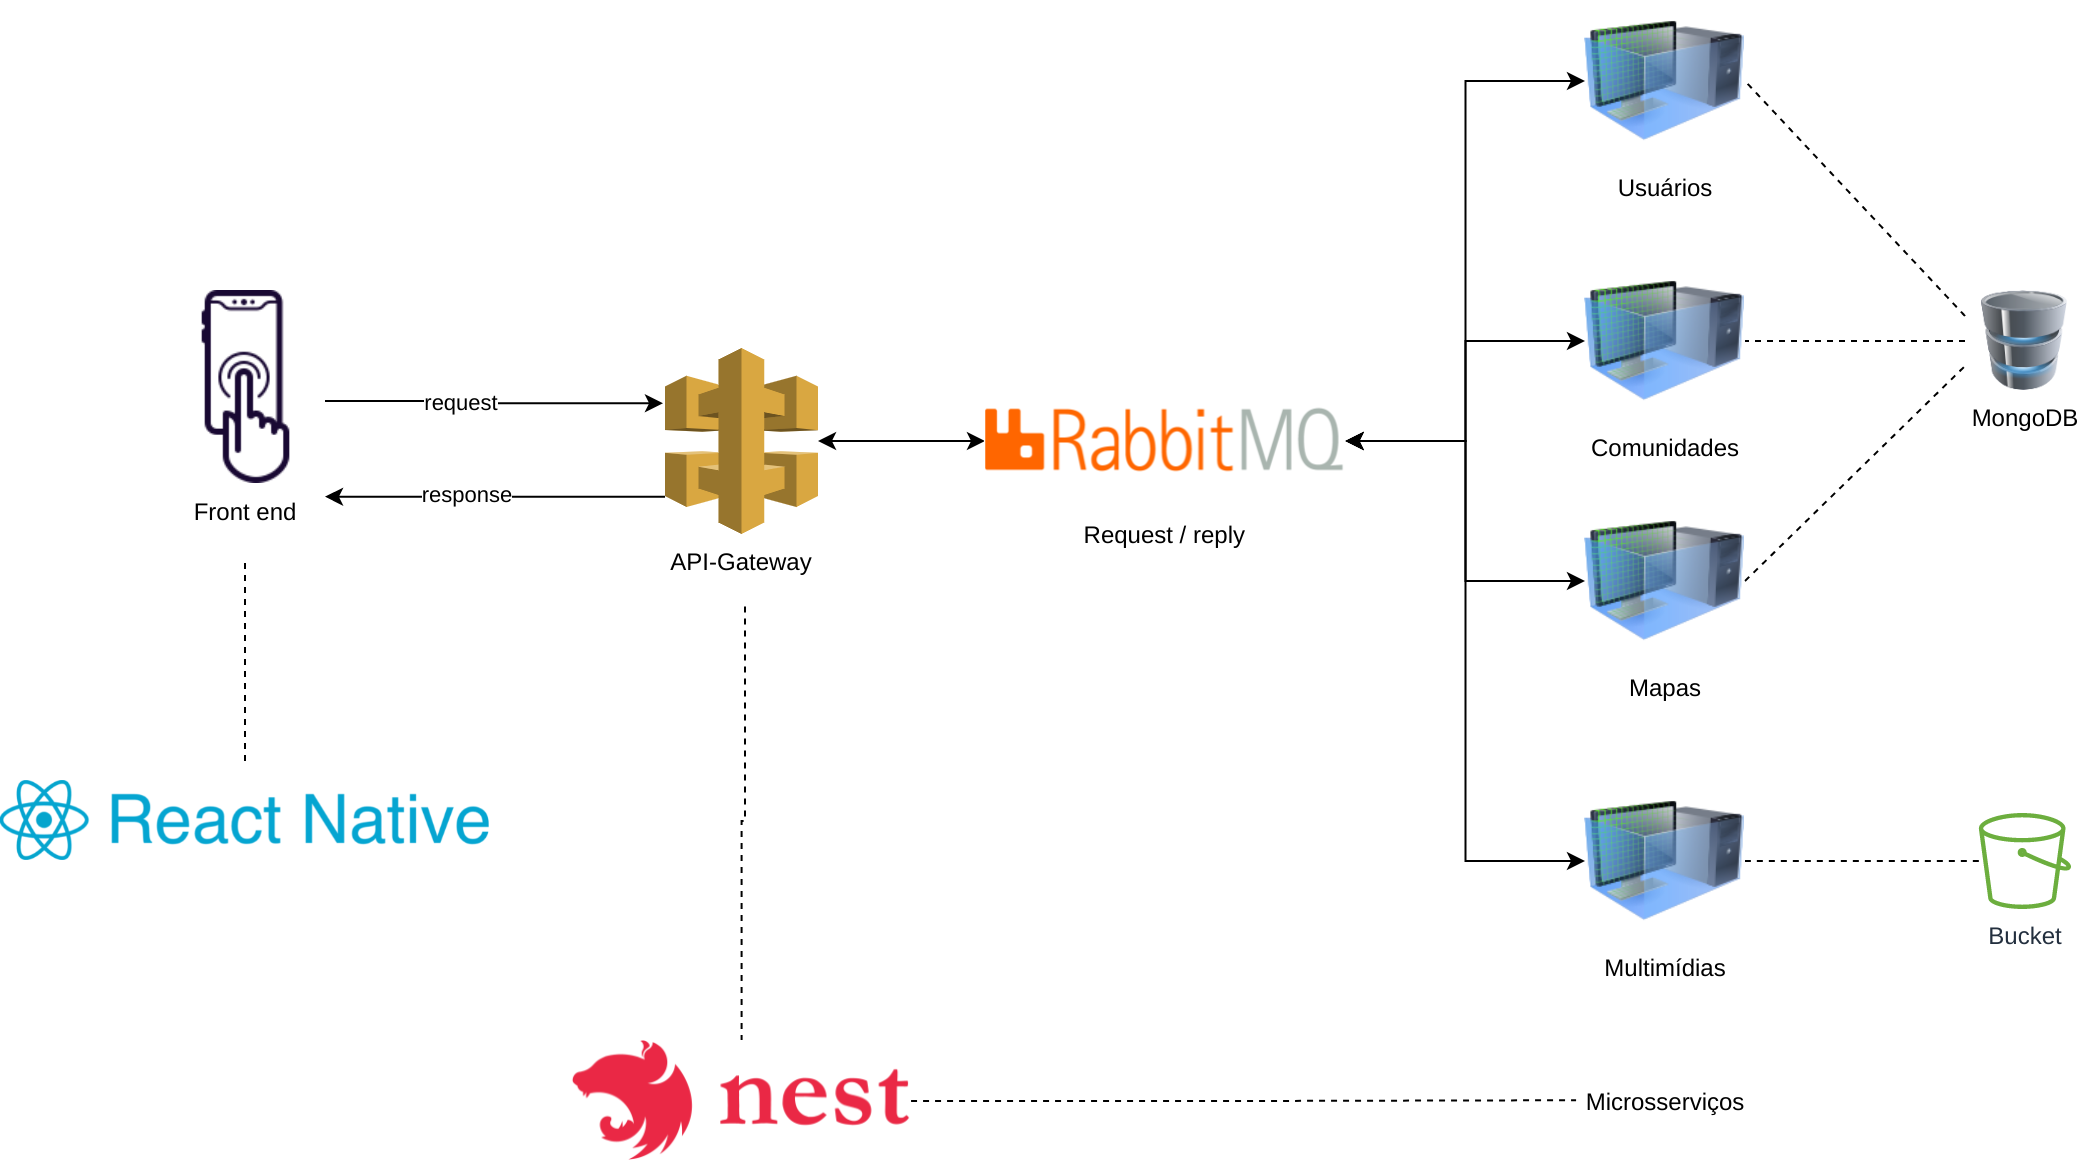 Usuários
request
response
Front end
API-Gateway
RabbitMQ
Request / reply
Comunidades
MongoDB
Mapas
React Native
Multimídias
Bucket
nest
Microsserviços